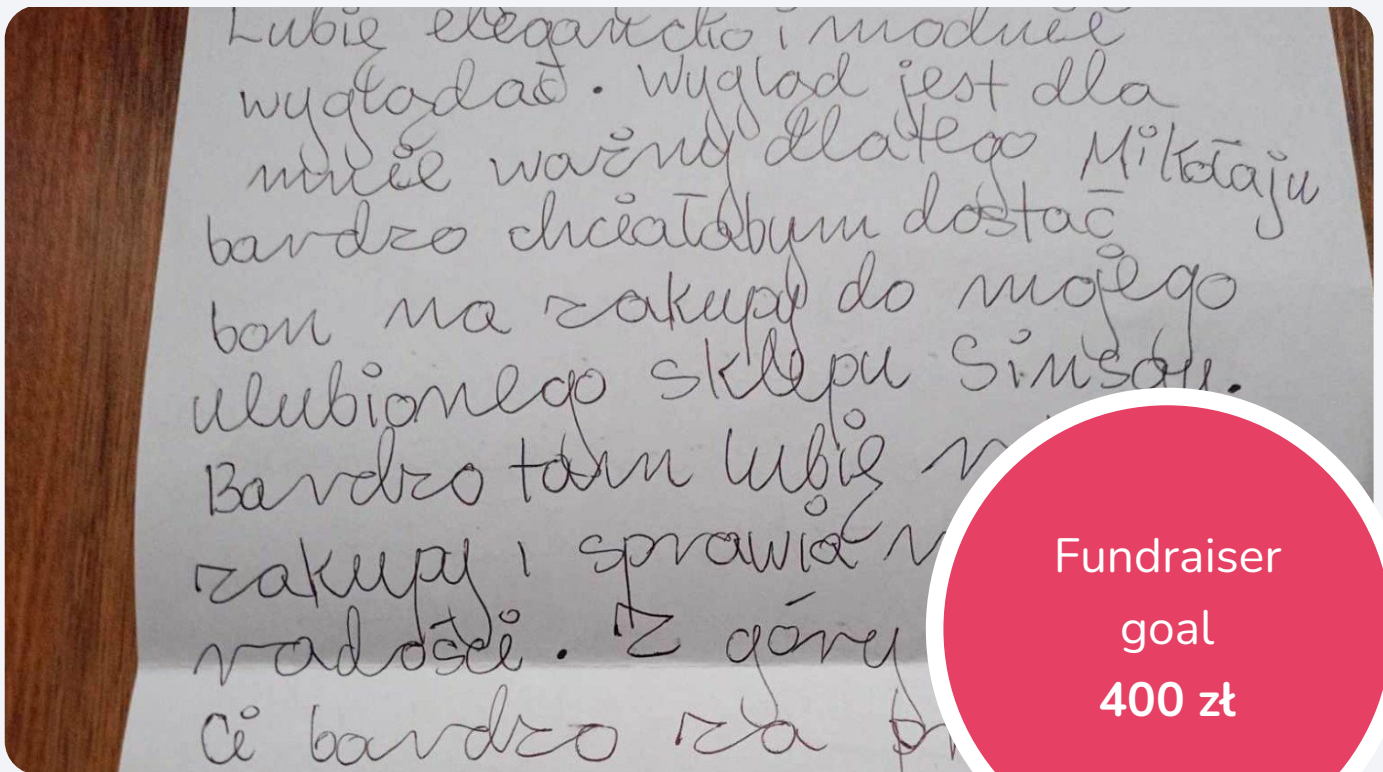 Lubię elegancko i modnie
wyglądać. Wygląd jest dla
mnie ważny dlatego Mikołaju
bardzo chciałabym dostać
bon na zakupy do mojego
ulubionego sklepu Sinsay.
Bardzo tam lubię
zakupy i sprawią
radości. Z góry
Ci bardzo za
Fundraiser
goal
400 zł